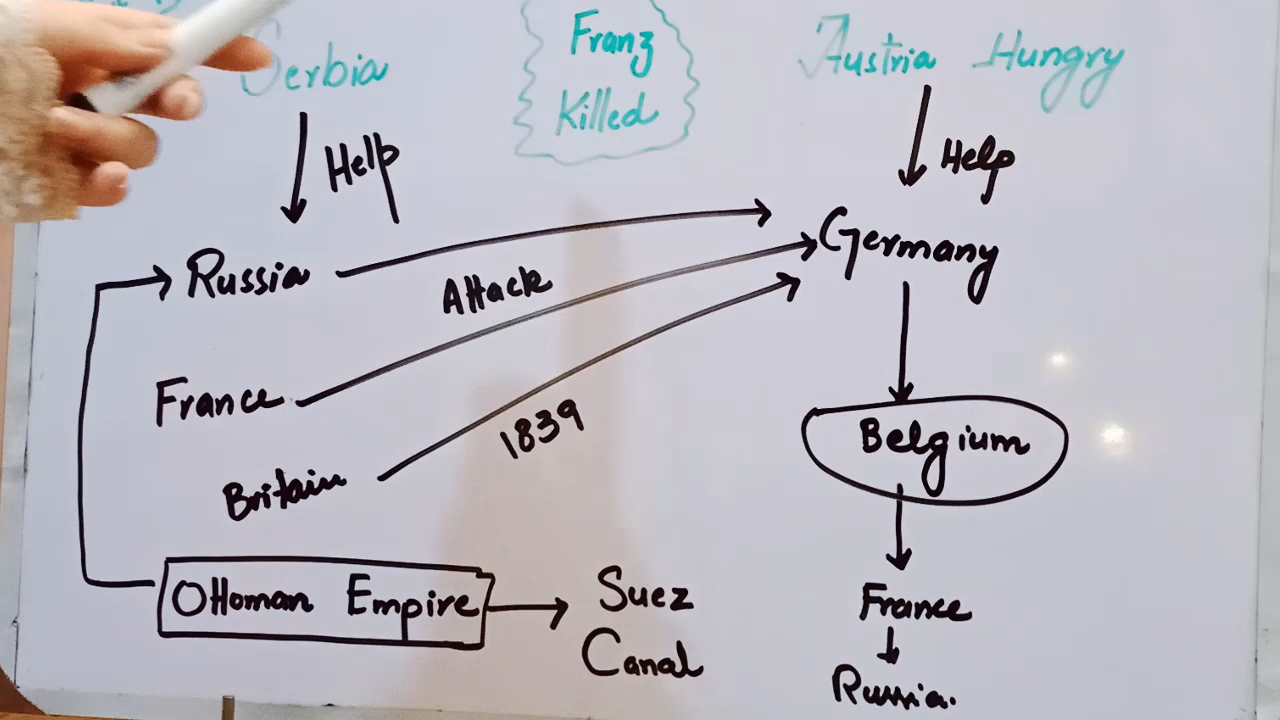 Serbia
Franz
Killed
Austria Hungry
Help
Help
Russia
Attack
Germany
France
1839
Britain
Belgium
Ottoman Empire
Suez
Canal
France
Russia.